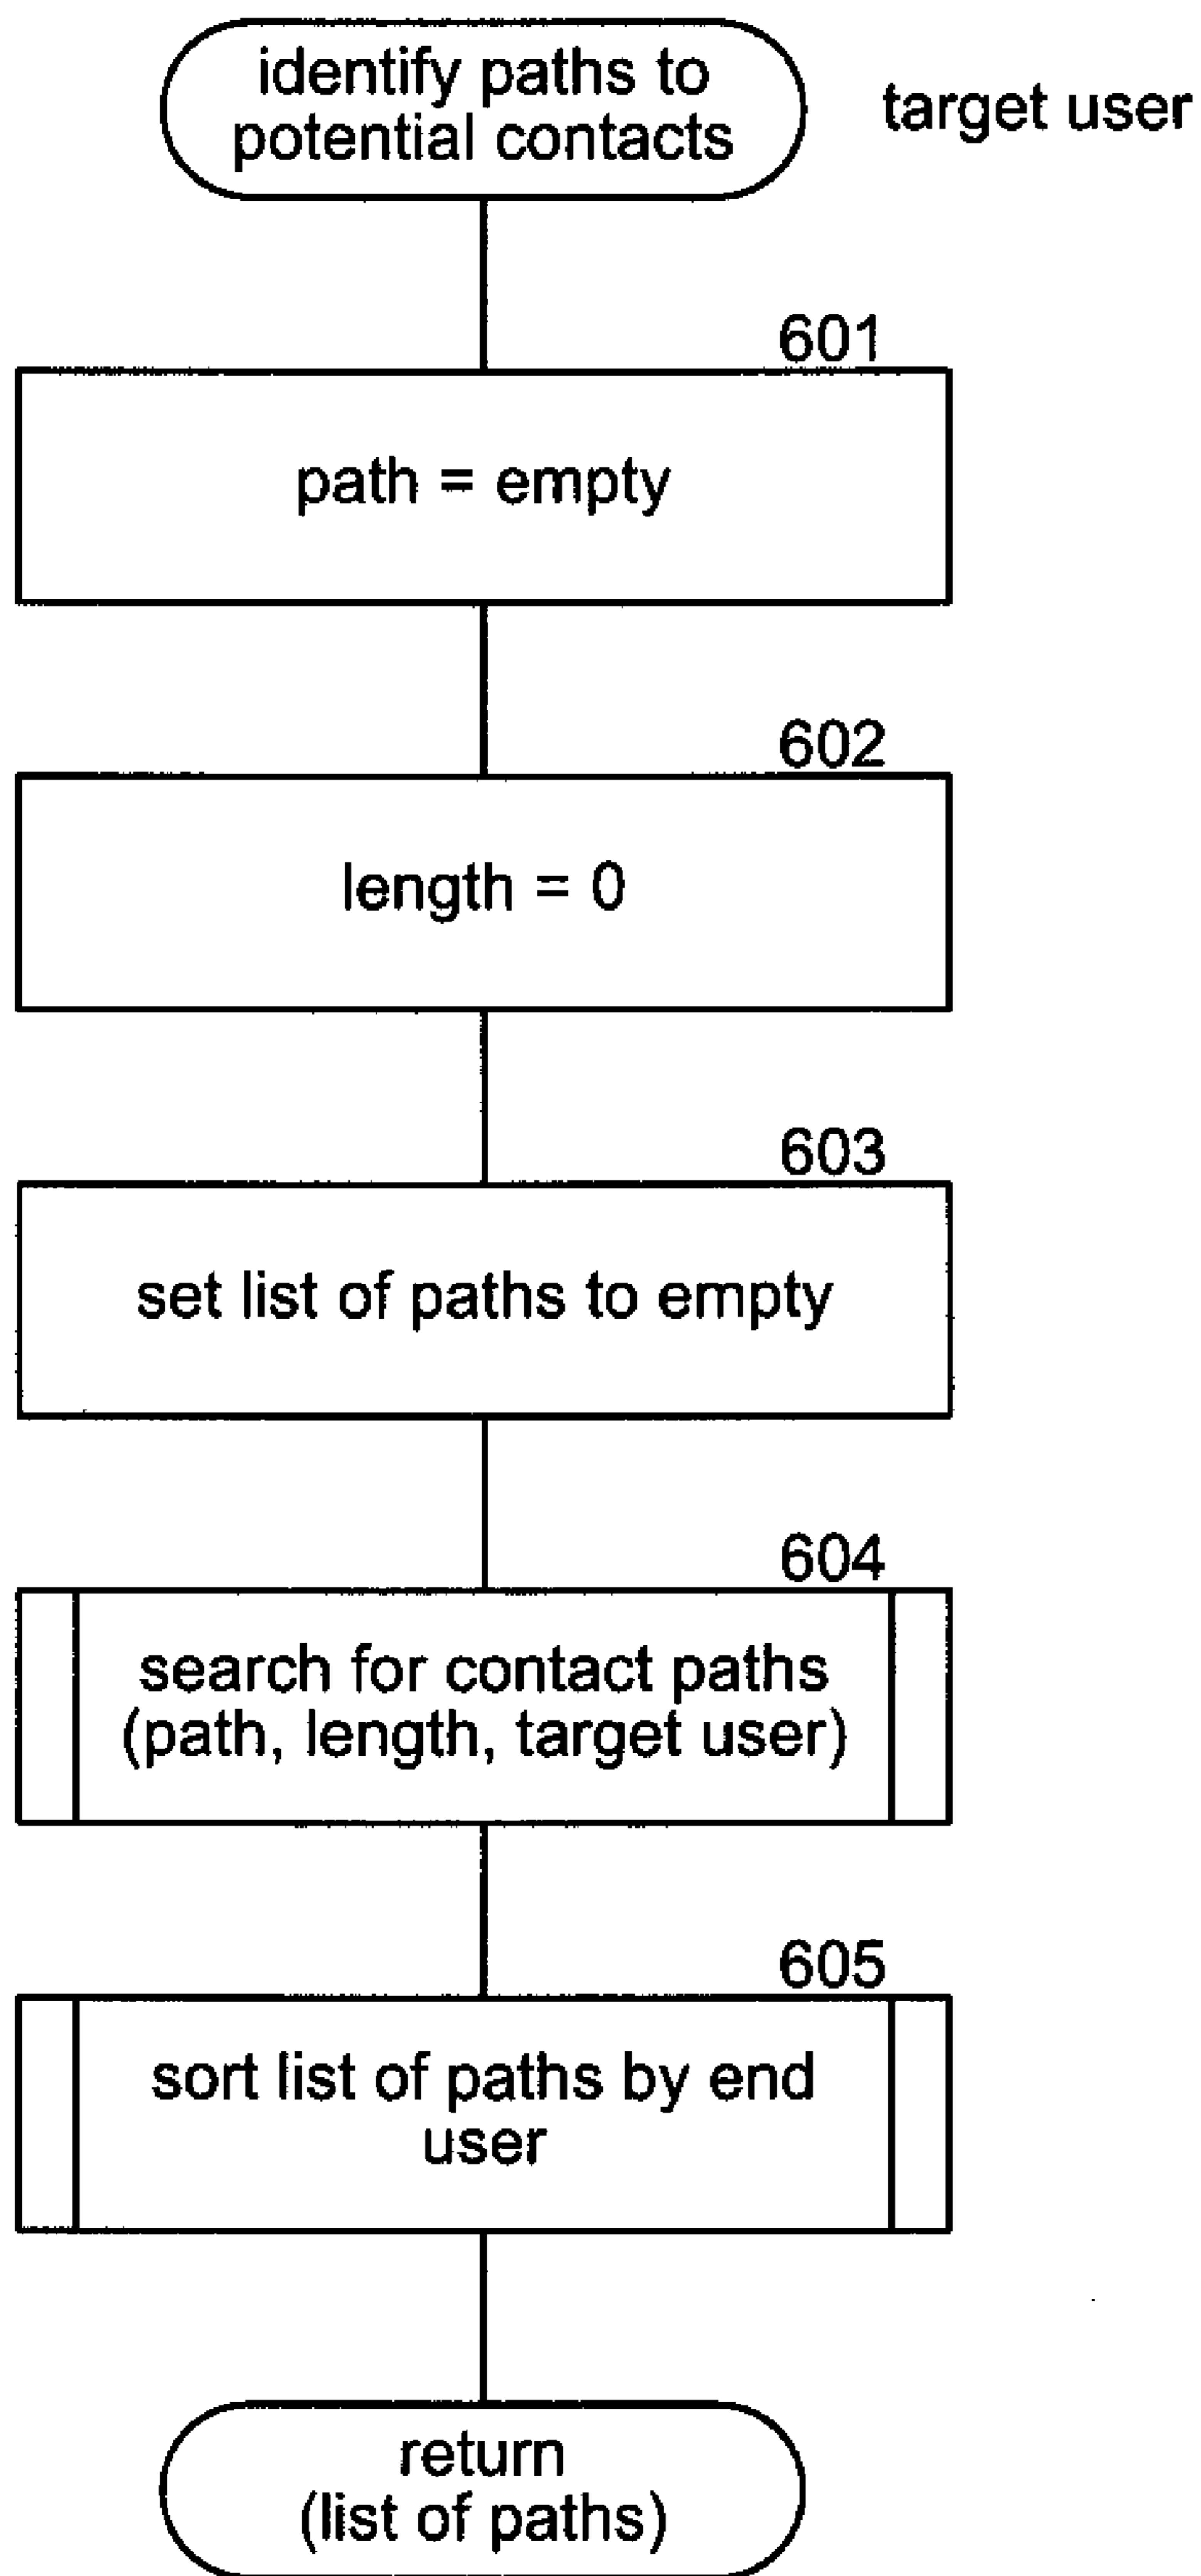 identify paths to
potential contacts
target user
601
path = empty
602
length = 0
603
set list of paths to empty
604
search for contact paths
(path, length, target user)
605
sort list of paths by end
user
return
(list of paths)